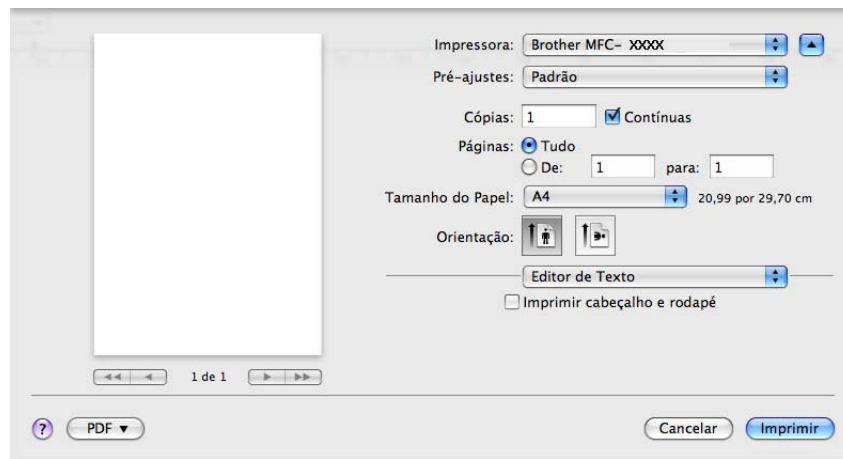 Impressora: Brother MFC- XXXX
Pré-ajustes: Padrão
Cópias: 1 Contínuas
Páginas: Tudo
De: 1 para: 1
Tamanho do Papel: A4 20,99 por 29,70 cm
Orientação:
Editor de Texto
Imprimir cabeçalho e rodapé
1 de 1
? PDF Cancelar Imprimir